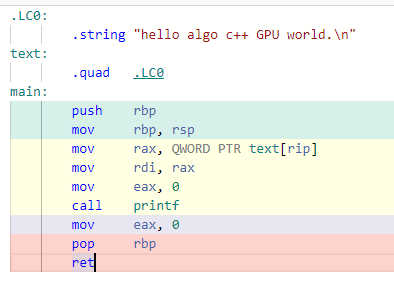 .LC0:
.string "hello algo c++ GPU world.\n"
text:
.quad .LC0
main:
push rbp
mov rbp, rsp
mov rax, QWORD PTR text[rip]
mov rdi, rax
mov eax, 0
call printf
mov eax, 0
pop rbp
ret